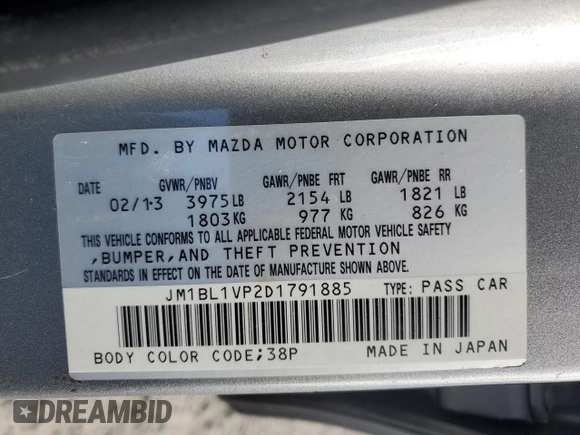 MFD. BY MAZDA MOTOR CORPORATION
DATE GVWR/PNBV GAWR/PNBE FRT GAWR/PNBE RR
02/13 3975LB 2154 LB 1821 LB
1803KG 977 KG 826 KG
THIS VEHICLE CONFORMS TO ALL APPLICABLE FEDERAL MOTOR VEHICLE SAFETY
,BUMPER,AND THEFT PREVENTION
STANDARDS IN EFFECT ON THE DATE OF MANUFACTURE SHOWN ABOVE.
JM1BL1VP2D1791885 TYPE: PASS CAR
BODY COLOR CODE;38P MADE IN JAPAN
DREAMBID